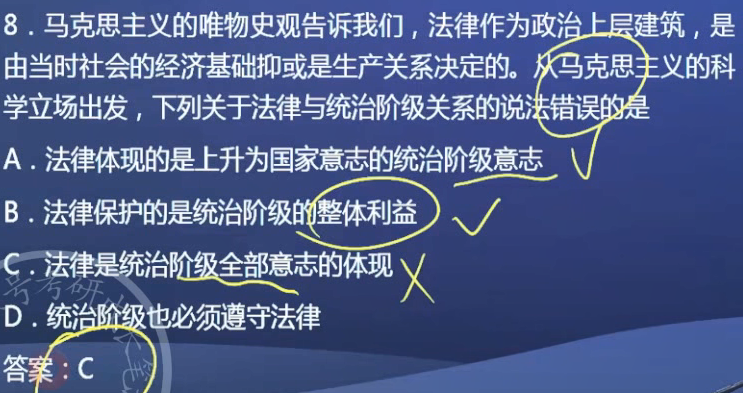 8．马克思主义的唯物史观告诉我们，法律作为政治上层建筑，是
由当时社会的经济基础抑或是生产关系决定的。从马克思主义的科
学立场出发，下列关于法律与统治阶级关系的说法错误的是
A．法律体现的是上升为国家意志的统治阶级意志
B．法律保护的是统治阶级的整体利益
C．法律是统治阶级全部意志的体现
D．统治阶级也必须遵守法律
答案：C